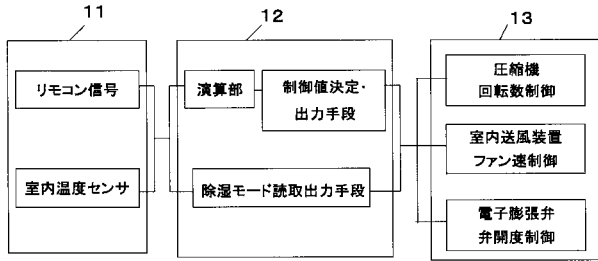 11
12
13
リモコン信号
室内温度センサ
演算部
制御値決定・
出力手段
除湿モード読取出力手段
圧縮機
回転数制御
室内送風装置
ファン速制御
電子膨張弁
弁開度制御